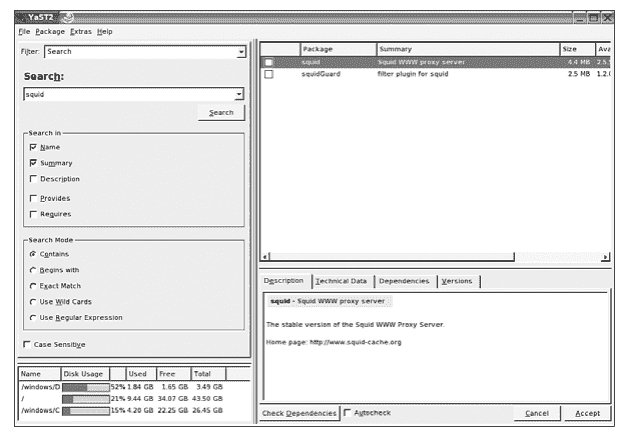 YaST2
File Package Extras Help
Filter: Search
Search:
squid
Search
Search in
Name
Summary
Description
Provides
Requires
Search Mode
Contains
Begins with
Exact Match
Use Wild Cards
Use Regular Expression
Case Sensitive
Name Disk Usage Used Free Total
/windows/D 52% 1.84 GB 1.65 GB 3.49 GB
/ 21% 9.44 GB 34.07 GB 43.50 GB
/windows/C 15% 4.20 GB 22.25 GB 26.45 GB
Package Summary Size Ava
squid Squid WWW proxy server 4.4 MB 2.5.
squidGuard filter plugin for squid 2.5 MB 1.2.
Description Technical Data Dependencies Versions
squid - Squid WWW proxy server
The stable version of the Squid WWW Proxy Server.
Home page: http://www.squid-cache.org
Check Dependencies Autocheck Cancel Accept